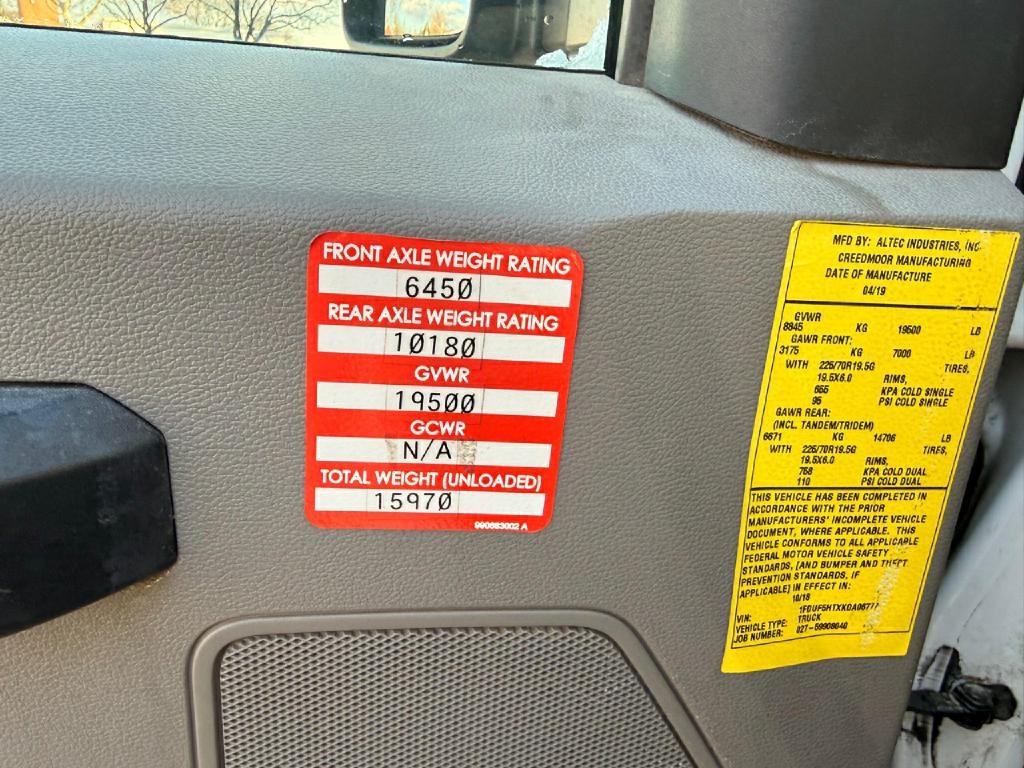 FRONT AXLE WEIGHT RATING
6450
REAR AXLE WEIGHT RATING
10180
GVWR
19500
GCWR
N/A
TOTAL WEIGHT (UNLOADED)
15970
990663002 A
MFD BY: ALTEC INDUSTRIES, INC
CREEDMOOR MANUFACTURING
DATE OF MANUFACTURE
04/19
GVWR
8845 KG 19500 LB
GAWR FRONT:
3175 KG 7000 LB
WITH 225/70R19.5G TIRES,
19.5X6.0 RIMS,
655 KPA COLD SINGLE
95 PSI COLD SINGLE
GAWR REAR:
(INCL. TANDEM/TRIDEM)
6671 KG 14706 LB
WITH 225/70R19.5G TIRES,
19.5X6.0 RIMS,
758 KPA COLD DUAL
110 PSI COLD DUAL
THIS VEHICLE HAS BEEN COMPLETED IN
ACCORDANCE WITH THE PRIOR
MANUFACTURERS' INCOMPLETE VEHICLE
DOCUMENT, WHERE APPLICABLE. THIS
VEHICLE CONFORMS TO ALL APPLICABLE
FEDERAL MOTOR VEHICLE SAFETY
STANDARDS, [AND BUMPER AND THEFT
PREVENTION STANDARDS, IF
APPLICABLE] IN EFFECT IN:
10/18
VIN:
VEHICLE TYPE: TRUCK
JOB NUMBER: